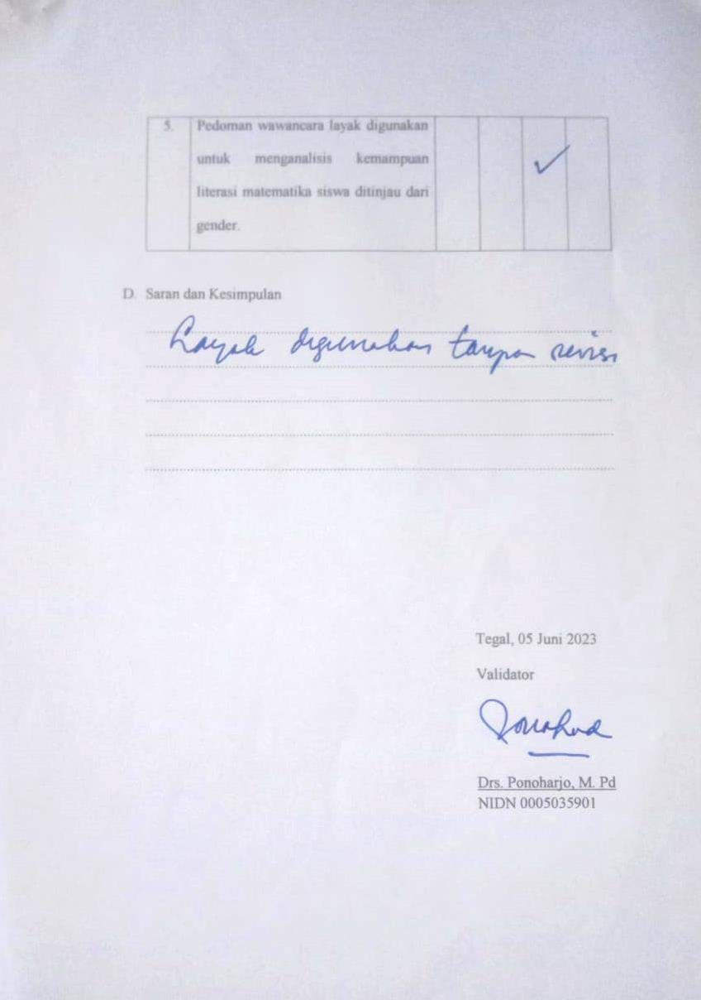 5. Pedoman wawancara layak digunakan
untuk menganalisis kemampuan
literasi matematika siswa ditinjau dari
gender.
D. Saran dan Kesimpulan
Layak digunakan tanpa revisi
Tegal, 05 Juni 2023
Validator
Drs. Ponoharjo, M. Pd
NIDN 0005035901